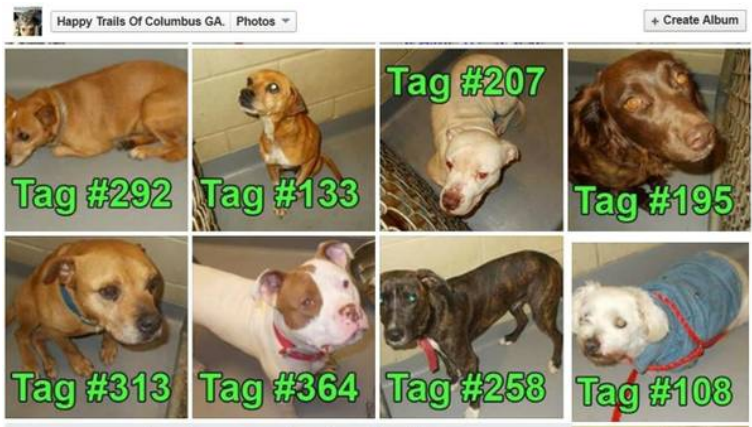 Happy Trails Of Columbus GA. Photos
+ Create Album
Tag #292
Tag #133
Tag #207
Tag #195
Tag #313
Tag #364
Tag #258
Tag #108